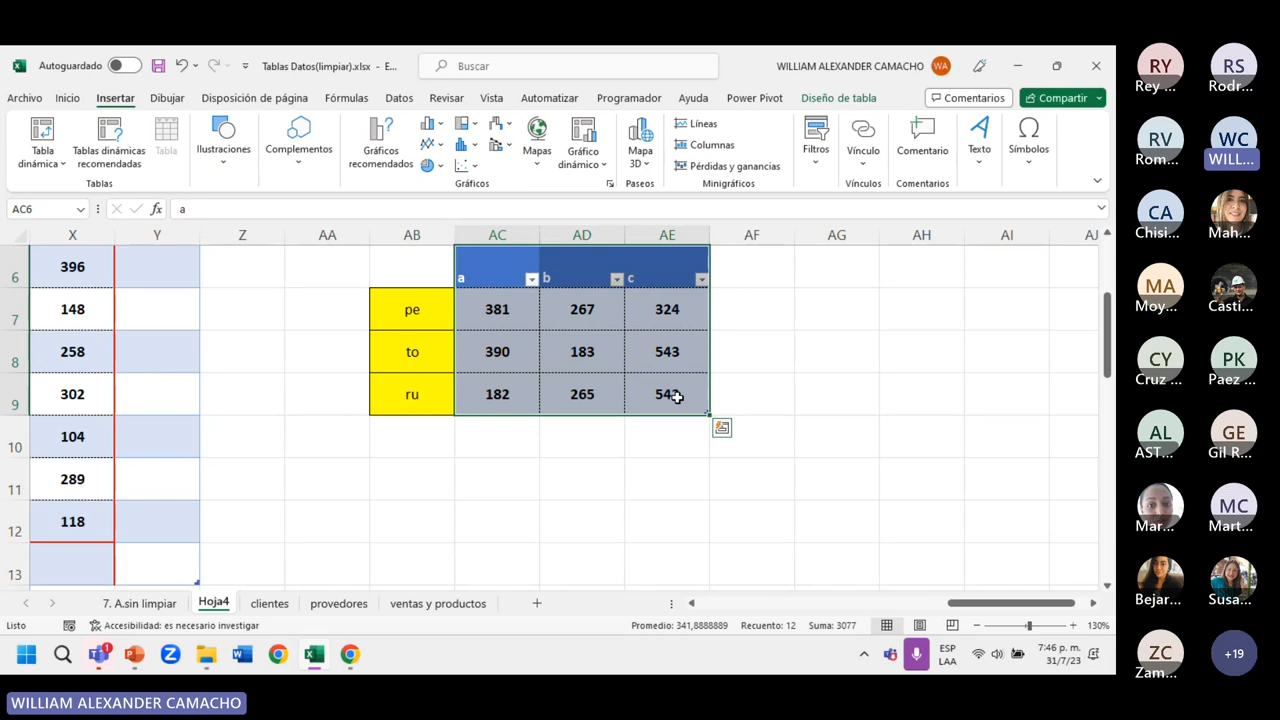 Autoguardado
Tablas Datos(limpiar).xlsx - E...
Buscar
WILLIAM ALEXANDER CAMACHO
WA
Archivo Inicio Insertar Dibujar Disposición de página Fórmulas Datos Revisar Vista Automatizar Programador Ayuda Power Pivot Diseño de tabla
Comentarios
Compartir
Tabla dinámica
Tablas dinámicas recomendadas
Tabla
Ilustraciones
Complementos
Gráficos recomendados
Mapas
Gráfico dinámico
Mapa 3D
Líneas
Columnas
Pérdidas y ganancias
Filtros
Vínculo
Comentario
Texto
Símbolos
Tablas Gráficos Paseos Minigráficos Vínculos Comentarios
AC6
fx
a
X Y Z AA AB AC AD AE AF AG AH AI AJ
6 396 a b c
7 148 pe 381 267 324
8 258 to 390 183 543
9 302 ru 182 265
10 104
11 289
12 118
13
7. A.sin limpiar Hoja4 clientes provedores ventas y productos
Listo
Accesibilidad: es necesario investigar
Promedio: 341,8888889 Recuento: 12 Suma: 3077
130%
1
ESP
LAA
7:46 p. m.
31/7/23
WILLIAM ALEXANDER CAMACHO
RY
Rey ...
RS
Rodr...
RV
Rom...
WC
WILL...
CA
Chisi...
Mah...
MA
Moy...
Casti...
CY
Cruz ...
PK
Paez ...
AL
AST...
GE
Gil R...
Mar...
MC
Mart...
Bejar...
Susa...
ZC
Zam...
+19